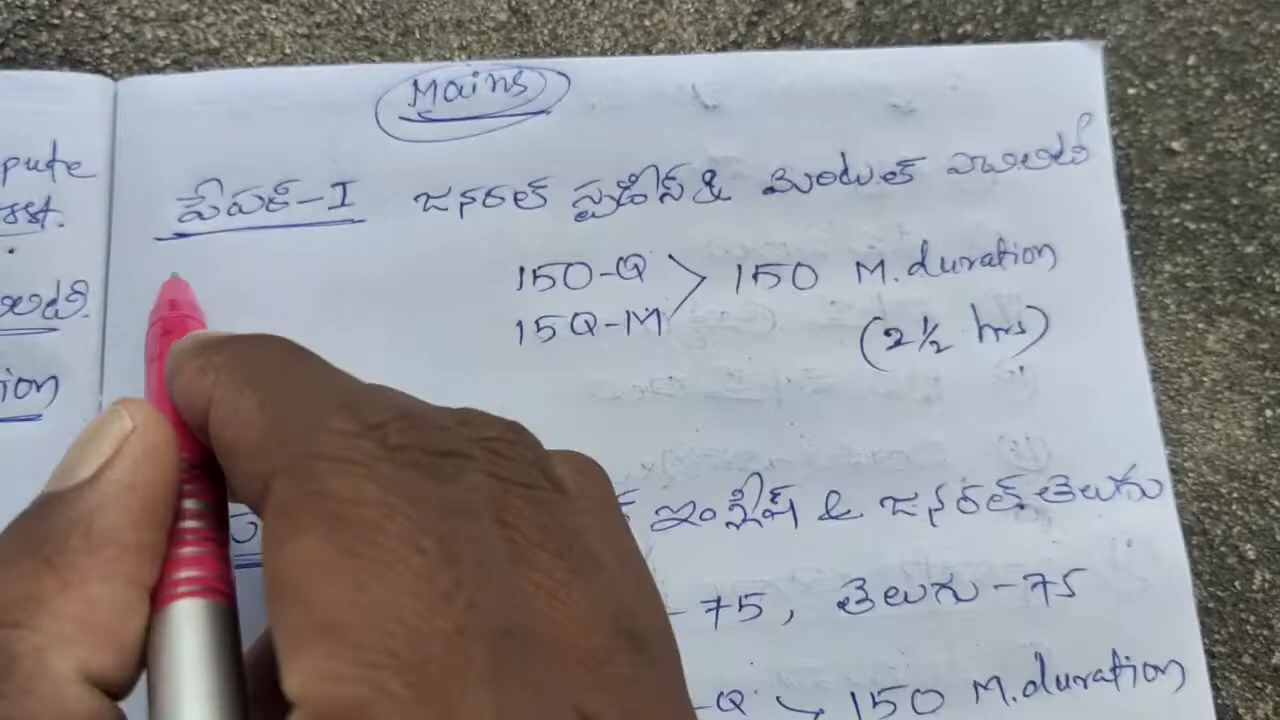 pute
ion
Mains
పేపర్-I జనరల్ స్టడీస్ & మెంటల్ ఎబిలిటీ
150-Q
150-M
150 M. duration
(2½ hrs)
ఇంగ్లీష్ & జనరల్ తెలుగు
-75, తెలుగు-75
-Q 150 M. duration